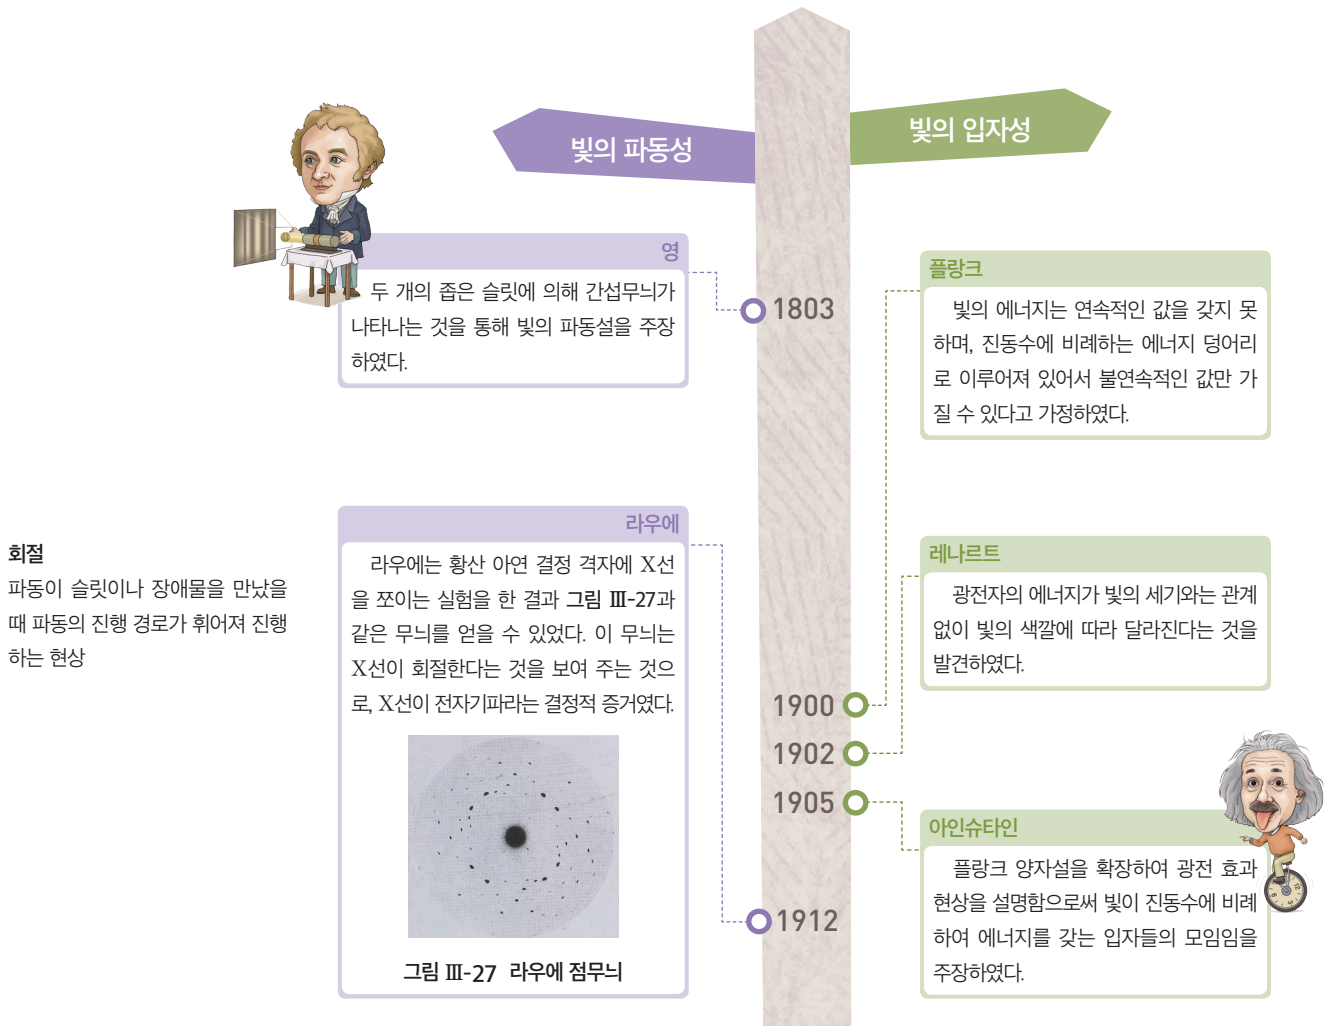 빛의 파동성
빛의 입자성
영
두 개의 좁은 슬릿에 의해 간섭무늬가
나타나는 것을 통해 빛의 파동설을 주장
하였다.
1803
플랑크
빛의 에너지는 연속적인 값을 갖지 못
하며, 진동수에 비례하는 에너지 덩어리
로 이루어져 있어서 불연속적인 값만 가
질 수 있다고 가정하였다.
회절
파동이 슬릿이나 장애물을 만났을
때 파동의 진행 경로가 휘어져 진행
하는 현상
라우에
라우에는 황산 아연 결정 격자에 X선
을 쪼이는 실험을 한 결과 그림 Ⅲ-27과
같은 무늬를 얻을 수 있었다. 이 무늬는
X선이 회절한다는 것을 보여 주는 것으
로, X선이 전자기파라는 결정적 증거였다.
그림 Ⅲ-27 라우에 점무늬
레나르트
광전자의 에너지가 빛의 세기와는 관계
없이 빛의 색깔에 따라 달라진다는 것을
발견하였다.
1900
1902
1905
1912
아인슈타인
플랑크 양자설을 확장하여 광전 효과
현상을 설명함으로써 빛이 진동수에 비례
하여 에너지를 갖는 입자들의 모임임을
주장하였다.